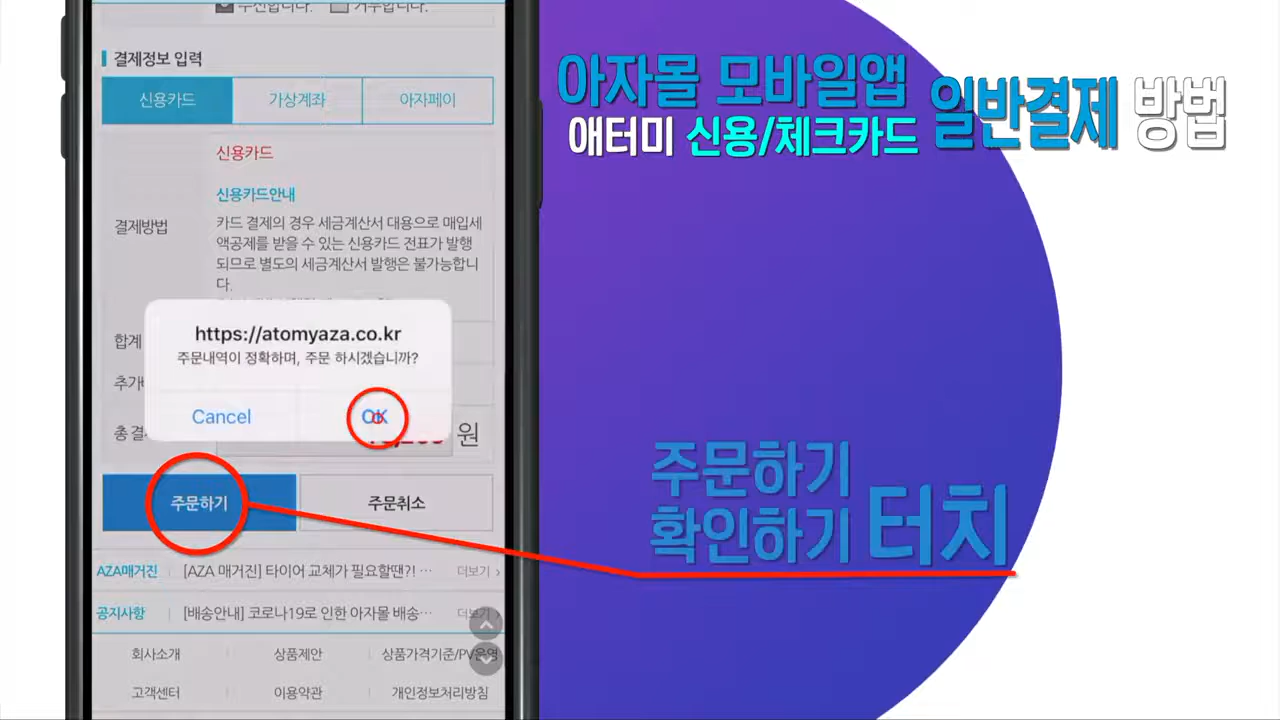 수신합니다. 거부합니다.
결제정보 입력
신용카드 가상계좌 아자페이
신용카드
신용카드안내
결제방법
카드 결제의 경우 세금계산서 대용으로 매입세
액공제를 받을 수 있는 신용카드 전표가 발행
되므로 별도의 세금계산서 발행은 불가능합니
다.
https://atomyaza.co.kr
주문내역이 정확하며, 주문 하시겠습니까?
Cancel OK
합계
원
주문하기 주문취소
AZA매거진 [AZA 매거진] 타이어 교체가 필요할땐?! … 더보기 ›
공지사항 [배송안내] 코로나19로 인한 아자몰 배송… 더보기 ›
회사소개 상품제안 상품가격기준/PV운영
고객센터 이용약관 개인정보처리방침
아자몰 모바일앱
애터미 신용/체크카드
일반결제 방법
주문하기
확인하기 터치